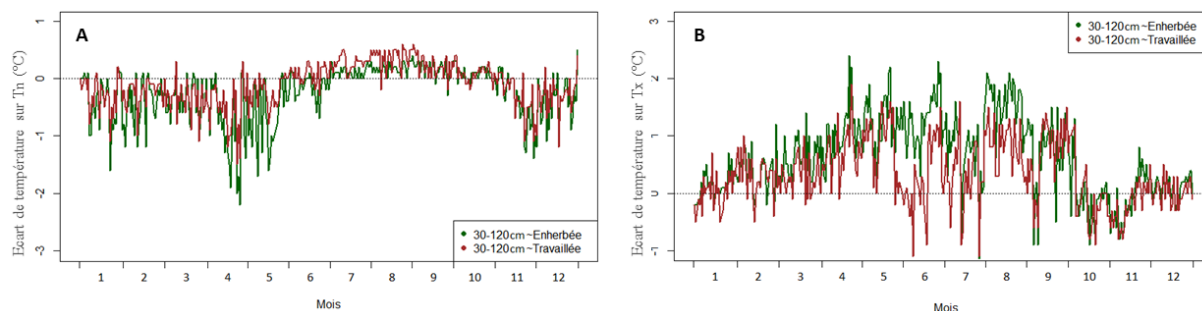 A
Ecart de température sur Tn (°C)
1
0
-1
-2
-3
30-120cm~Enherbée
30-120cm~Travaillée
1 2 3 4 5 6 7 8 9 10 11 12
Mois
B
Ecart de température sur Tx (°C)
3
2
1
0
-1
30-120cm~Enherbée
30-120cm~Travaillée
1 2 3 4 5 6 7 8 9 10 11 12
Mois